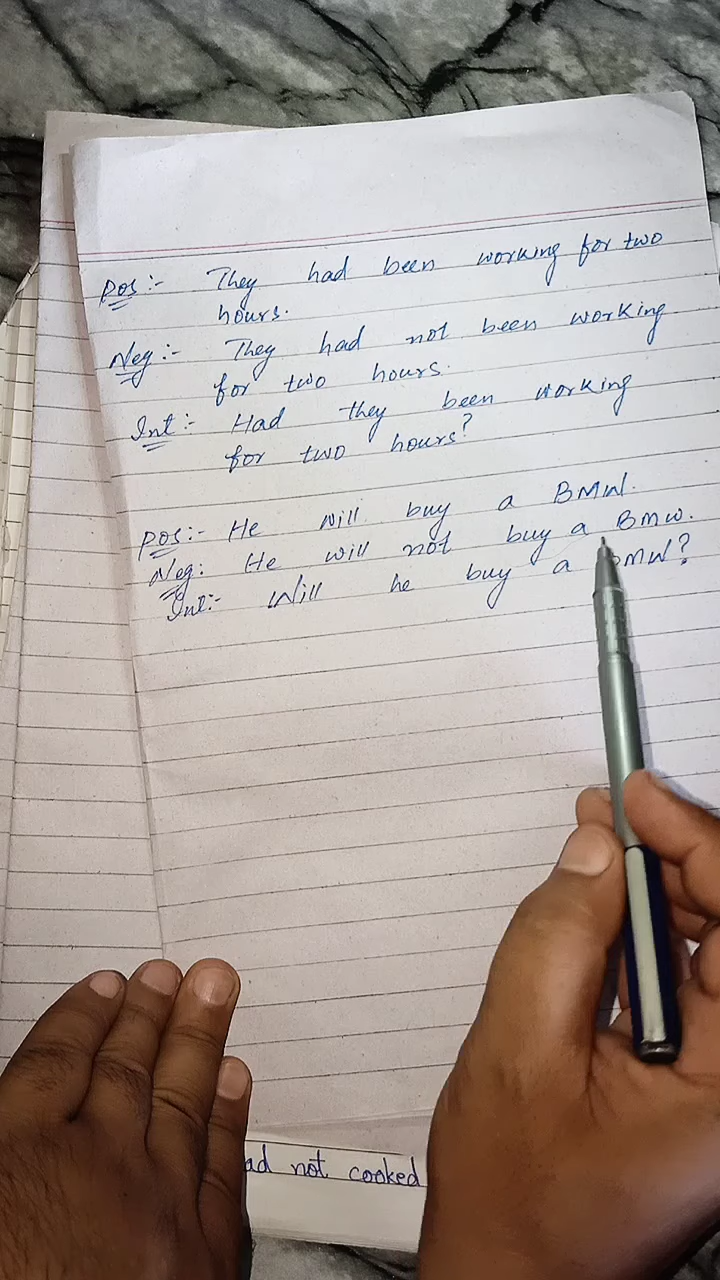 Pos:- They had been working for two
hours.
Neg:- They had not been working
for two hours.
Int:- Had they been working
for two hours?
Pos:- He will buy a BMW.
Neg: He will not buy a BMW.
Int:- Will he buy a BMW?
ad not cooked